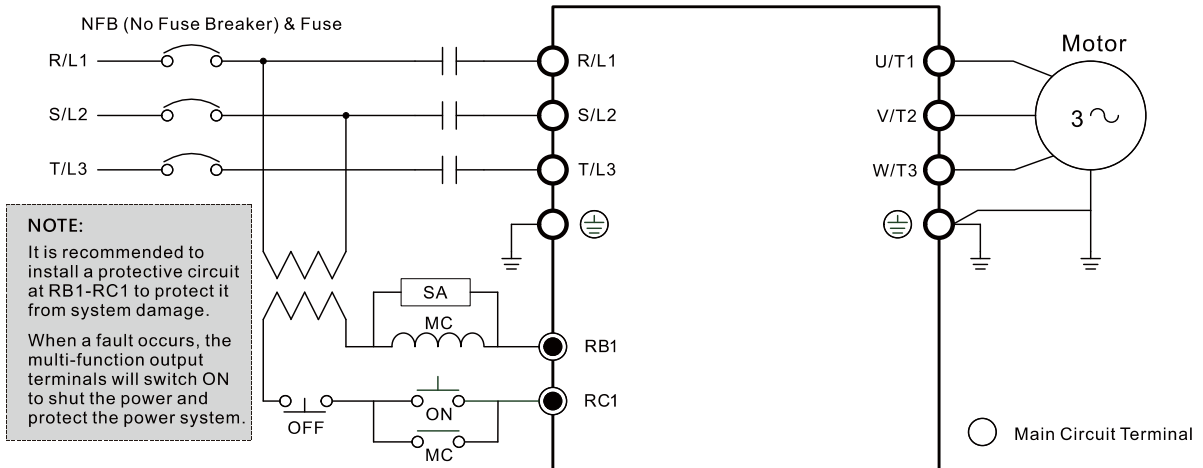 NFB (No Fuse Breaker) & Fuse
R/L1
R/L1
U/T1
Motor
S/L2
S/L2
V/T2
3
T/L3
T/L3
W/T3
NOTE:
It is recommended to
install a protective circuit
at RB1-RC1 to protect it
from system damage.
When a fault occurs, the
multi-function output
terminals will switch ON
to shut the power and
protect the power system.
SA
MC
RB1
OFF
ON
RC1
MC
Main Circuit Terminal